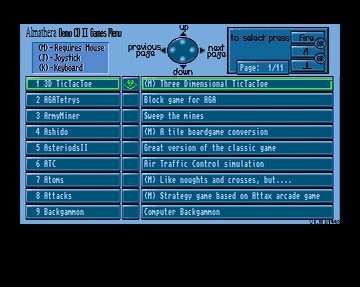 Almathera Demo CD II Games Menu
(M) - Requires Mouse
(J) - Joystick
(K) - Keyboard
up
previous page
next page
down
to select press
Fire
Page: 1/11
1 3D TicTacToe (M) Three Dimensional TicTacToe
2 AGATetrys Block game for AGA
3 ArmyMiner Sweep the mines
4 Ashido (M) A tile boardgame conversion
5 AsteriodsII Great version of the classic game
6 ATC Air Traffic Control simulation
7 Atoms (M) Like noughts and crosses, but....
8 Attacks (M) Strategy game based on Attax arcade game
9 Backgammon Computer Backgammon